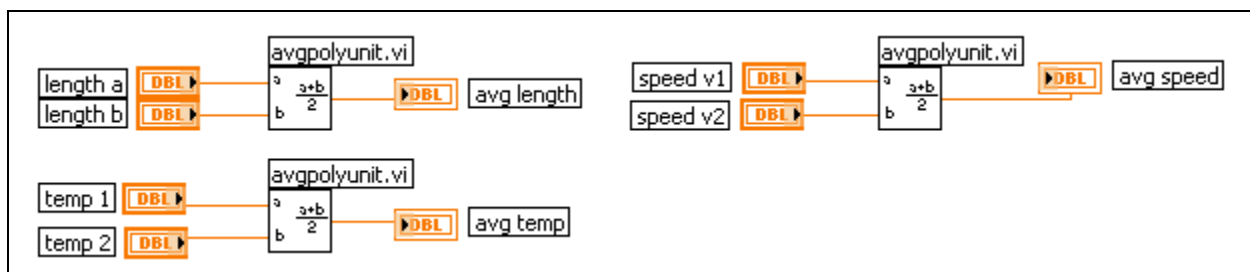 avgpolyunit.vi
length a DBL a a+b DBL avg length
length b DBL b 2
avgpolyunit.vi
speed v1 DBL a a+b DBL avg speed
speed v2 DBL b 2
avgpolyunit.vi
temp 1 DBL a a+b DBL avg temp
temp 2 DBL b 2